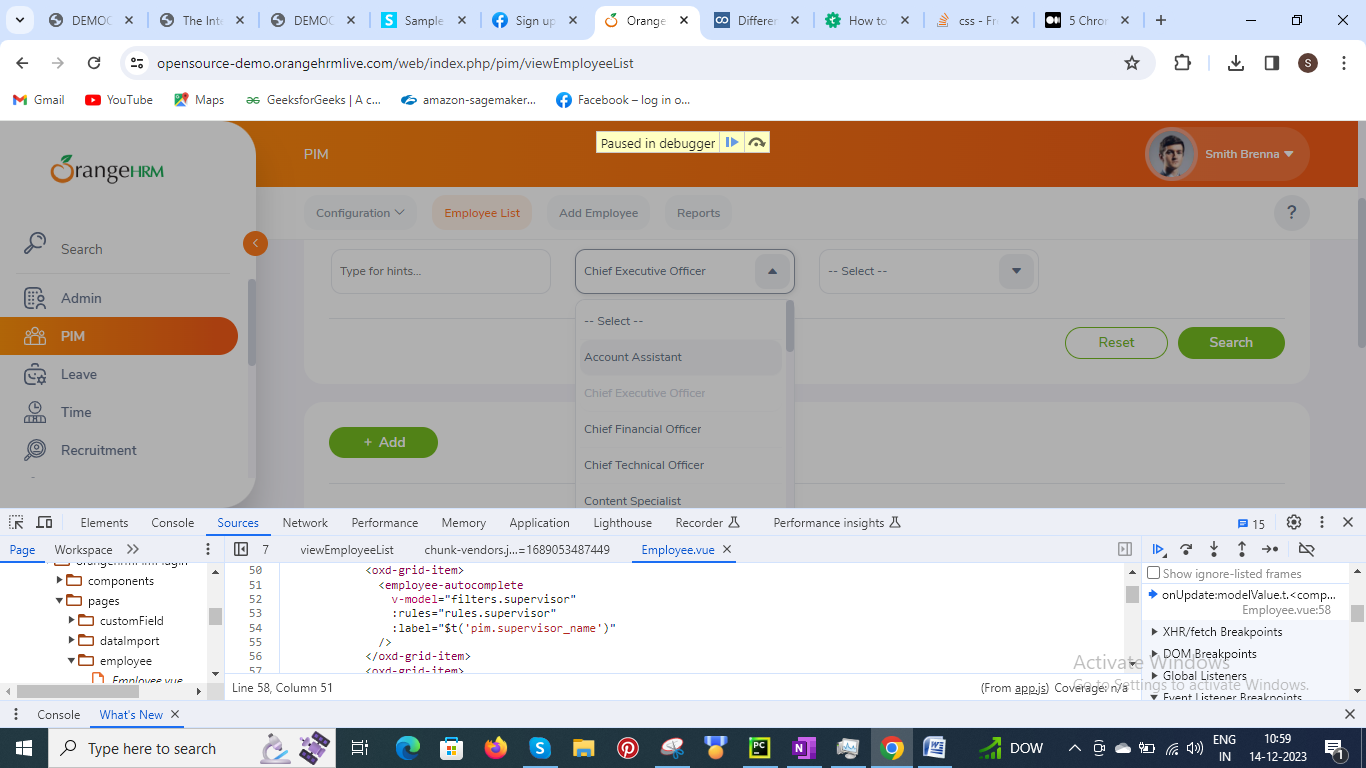 DEMOC
The Inte
DEMOC
Sample
Sign up
Orange
Differen
How to
css - Fr
5 Chror
opensource-demo.orangehrmlive.com/web/index.php/pim/viewEmployeeList
S
Gmail
YouTube
Maps
GeeksforGeeks | A c...
amazon-sagemaker...
Facebook – log in o...
OrangeHRM
PIM
Paused in debugger
Smith Brenna
Configuration
Employee List
Add Employee
Reports
?
Search
Admin
PIM
Leave
Time
Recruitment
Type for hints...
Chief Executive Officer
-- Select --
-- Select --
Account Assistant
Chief Executive Officer
Chief Financial Officer
Chief Technical Officer
Content Specialist
Reset
Search
+ Add
Elements
Console
Sources
Network
Performance
Memory
Application
Lighthouse
Recorder
Performance insights
15
Page
Workspace
7
viewEmployeeList
chunk-vendors.j...=1689053487449
Employee.vue
orangehrmPimPlugin
components
pages
customField
dataImport
employee
Employee.vue
50 <oxd-grid-item>
51 <employee-autocomplete
52 v-model="filters.supervisor"
53 :rules="rules.supervisor"
54 :label="$t('pim.supervisor_name')"
55 />
56 </oxd-grid-item>
57 <oxd-grid-item>
Line 58, Column 51
(From app.js) Coverage: n/a
Show ignore-listed frames
onUpdate:modelValue.t.<comp...
Employee.vue:58
XHR/fetch Breakpoints
DOM Breakpoints
Global Listeners
Event Listener Breakpoints
Activate Windows
Go to Settings to activate Windows.
Console
What's New
Type here to search
DOW
ENG
IN
10:59
14-12-2023
1